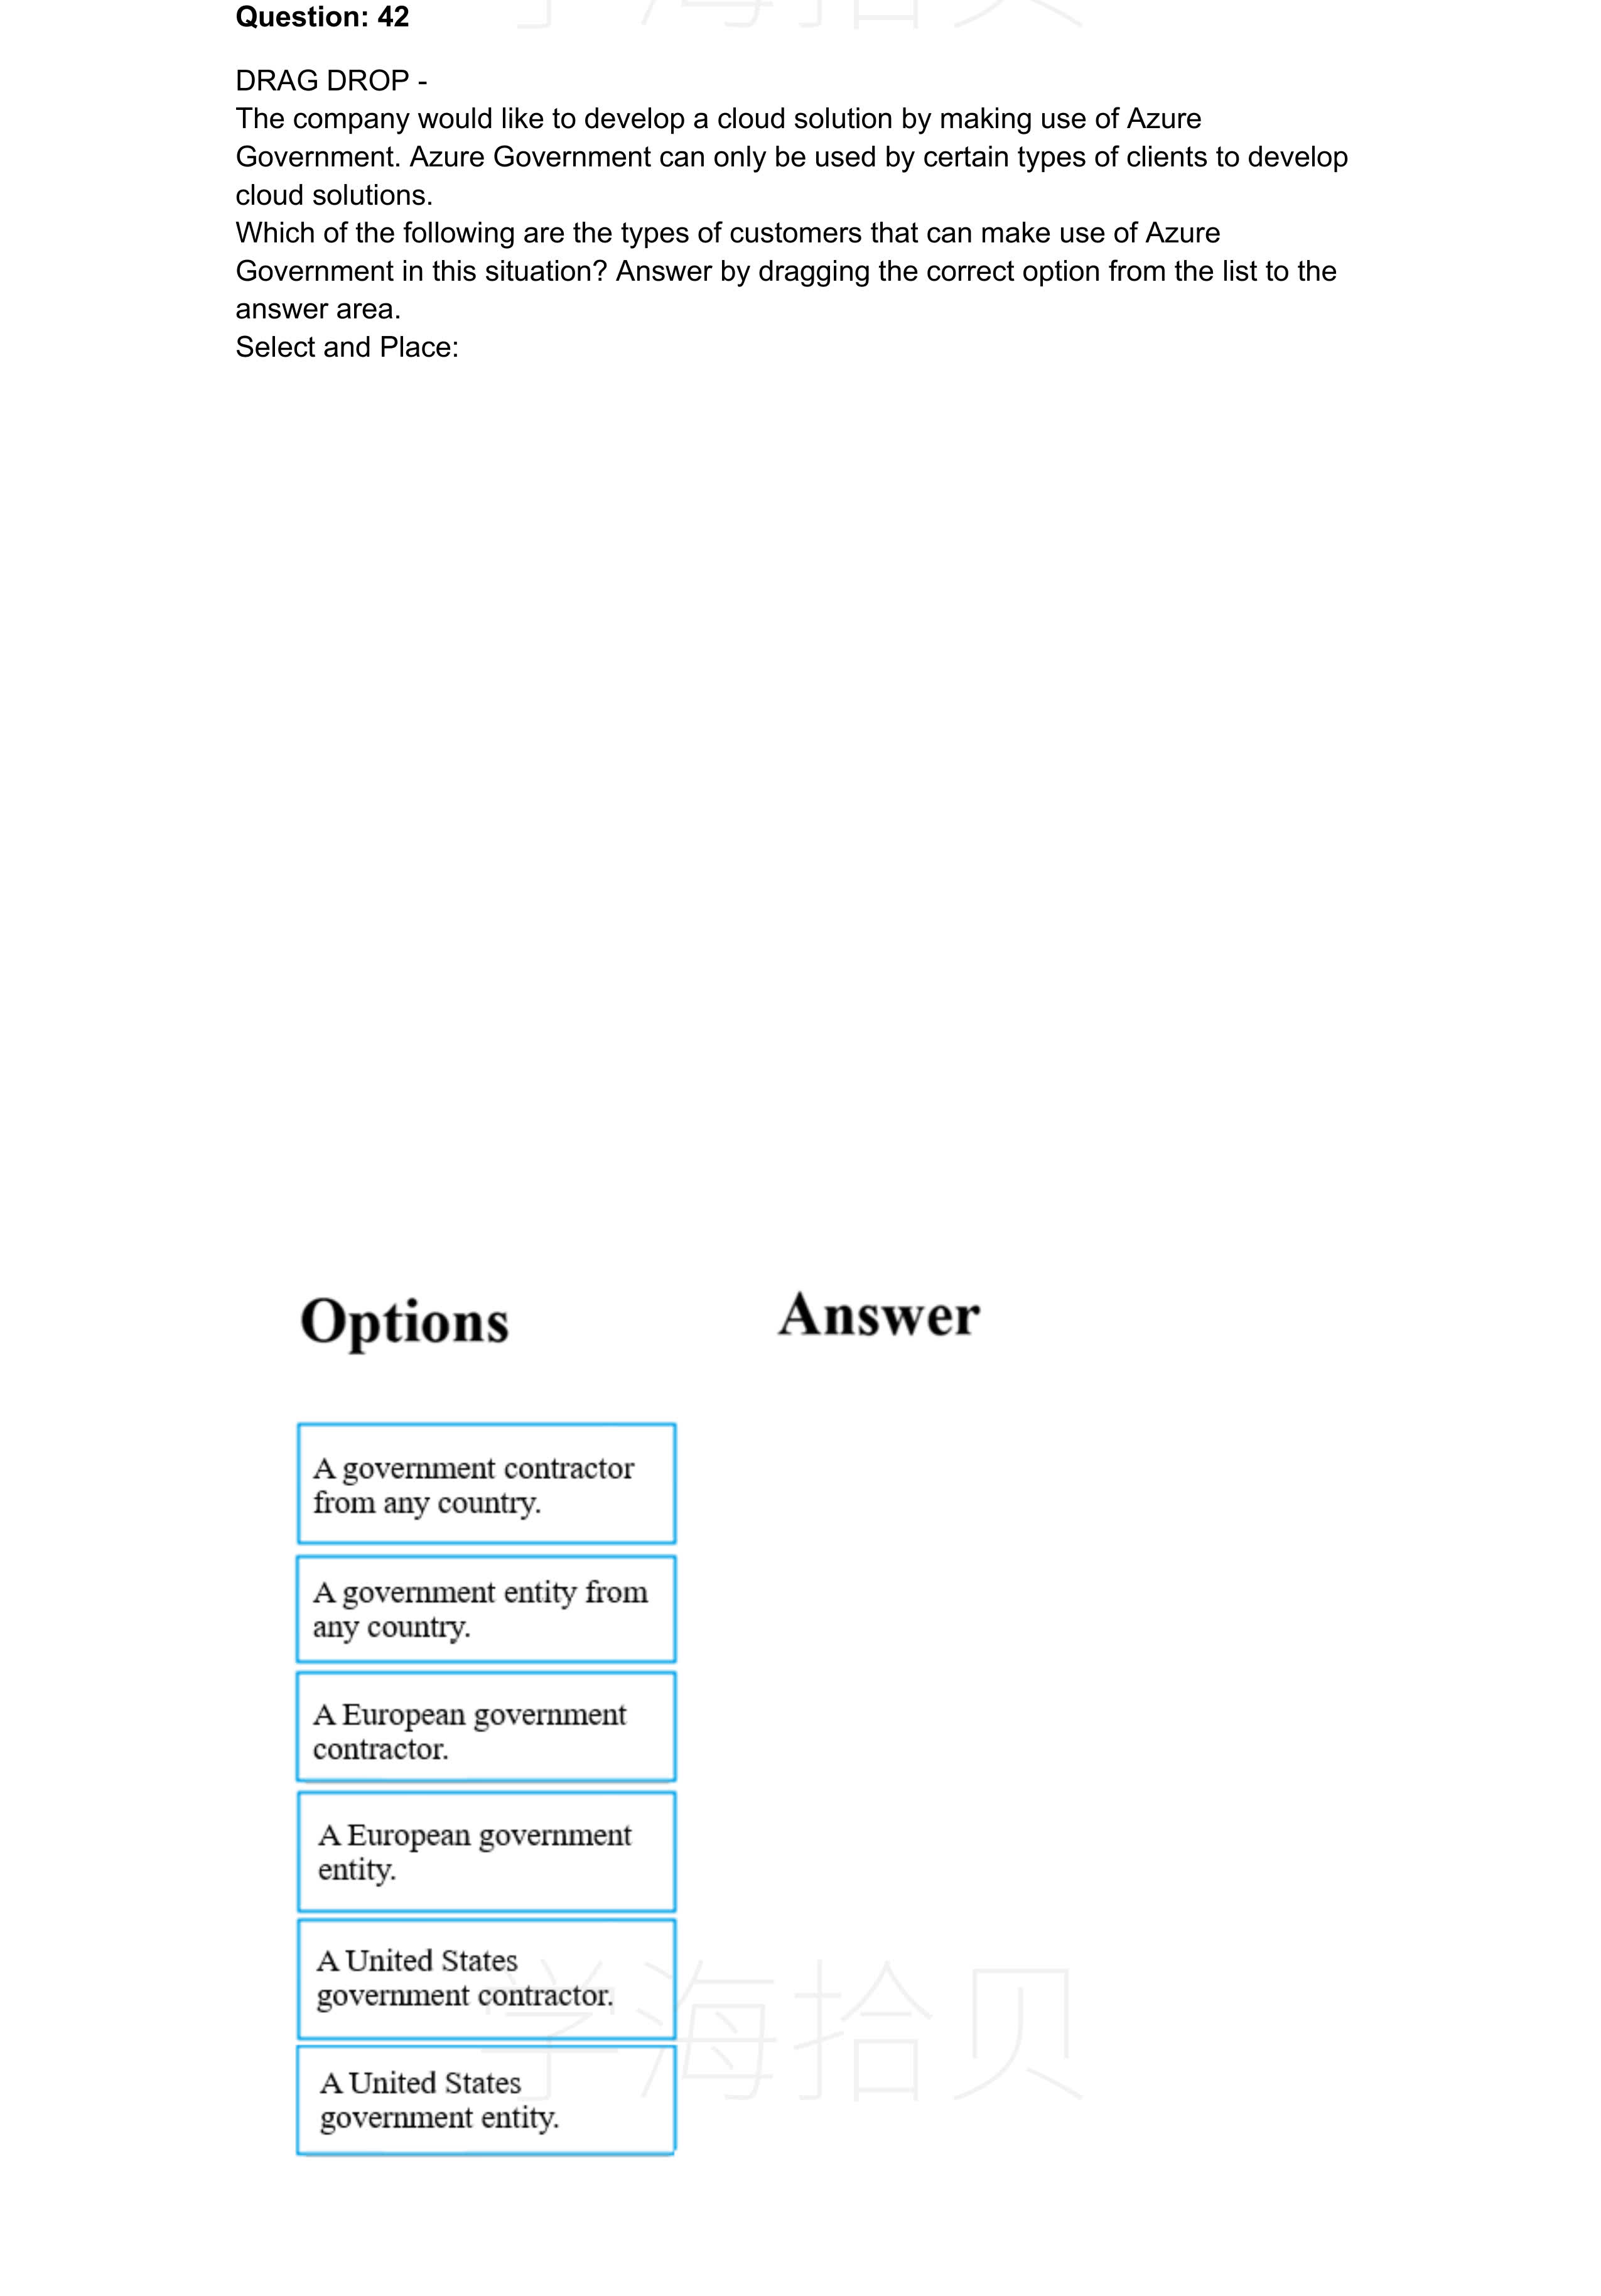 Question: 42
DRAG DROP -
The company would like to develop a cloud solution by making use of Azure
Government. Azure Government can only be used by certain types of clients to develop
cloud solutions.
Which of the following are the types of customers that can make use of Azure
Government in this situation? Answer by dragging the correct option from the list to the
answer area.
Select and Place:
Options
Answer
A government contractor
from any country.
A government entity from
any country.
A European government
contractor.
A European government
entity.
A United States
government contractor.
A United States
government entity.
学海拾贝